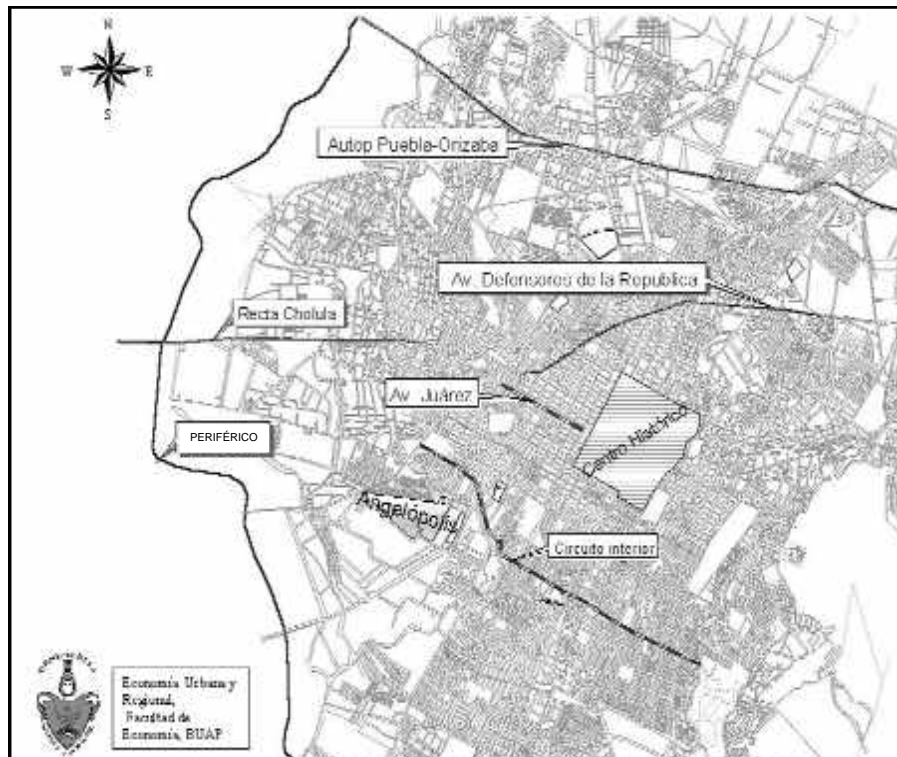 N
W E
S
Autop Puebla-Orizaba
Av. Defensores de la Republica
Recta Cholula
Av. Juárez
PERIFÉRICO
Centro Histórico
Angelópolis
Circuito interior
Economía Urbana y
Regional,
Facultad de
Economía, BUAP